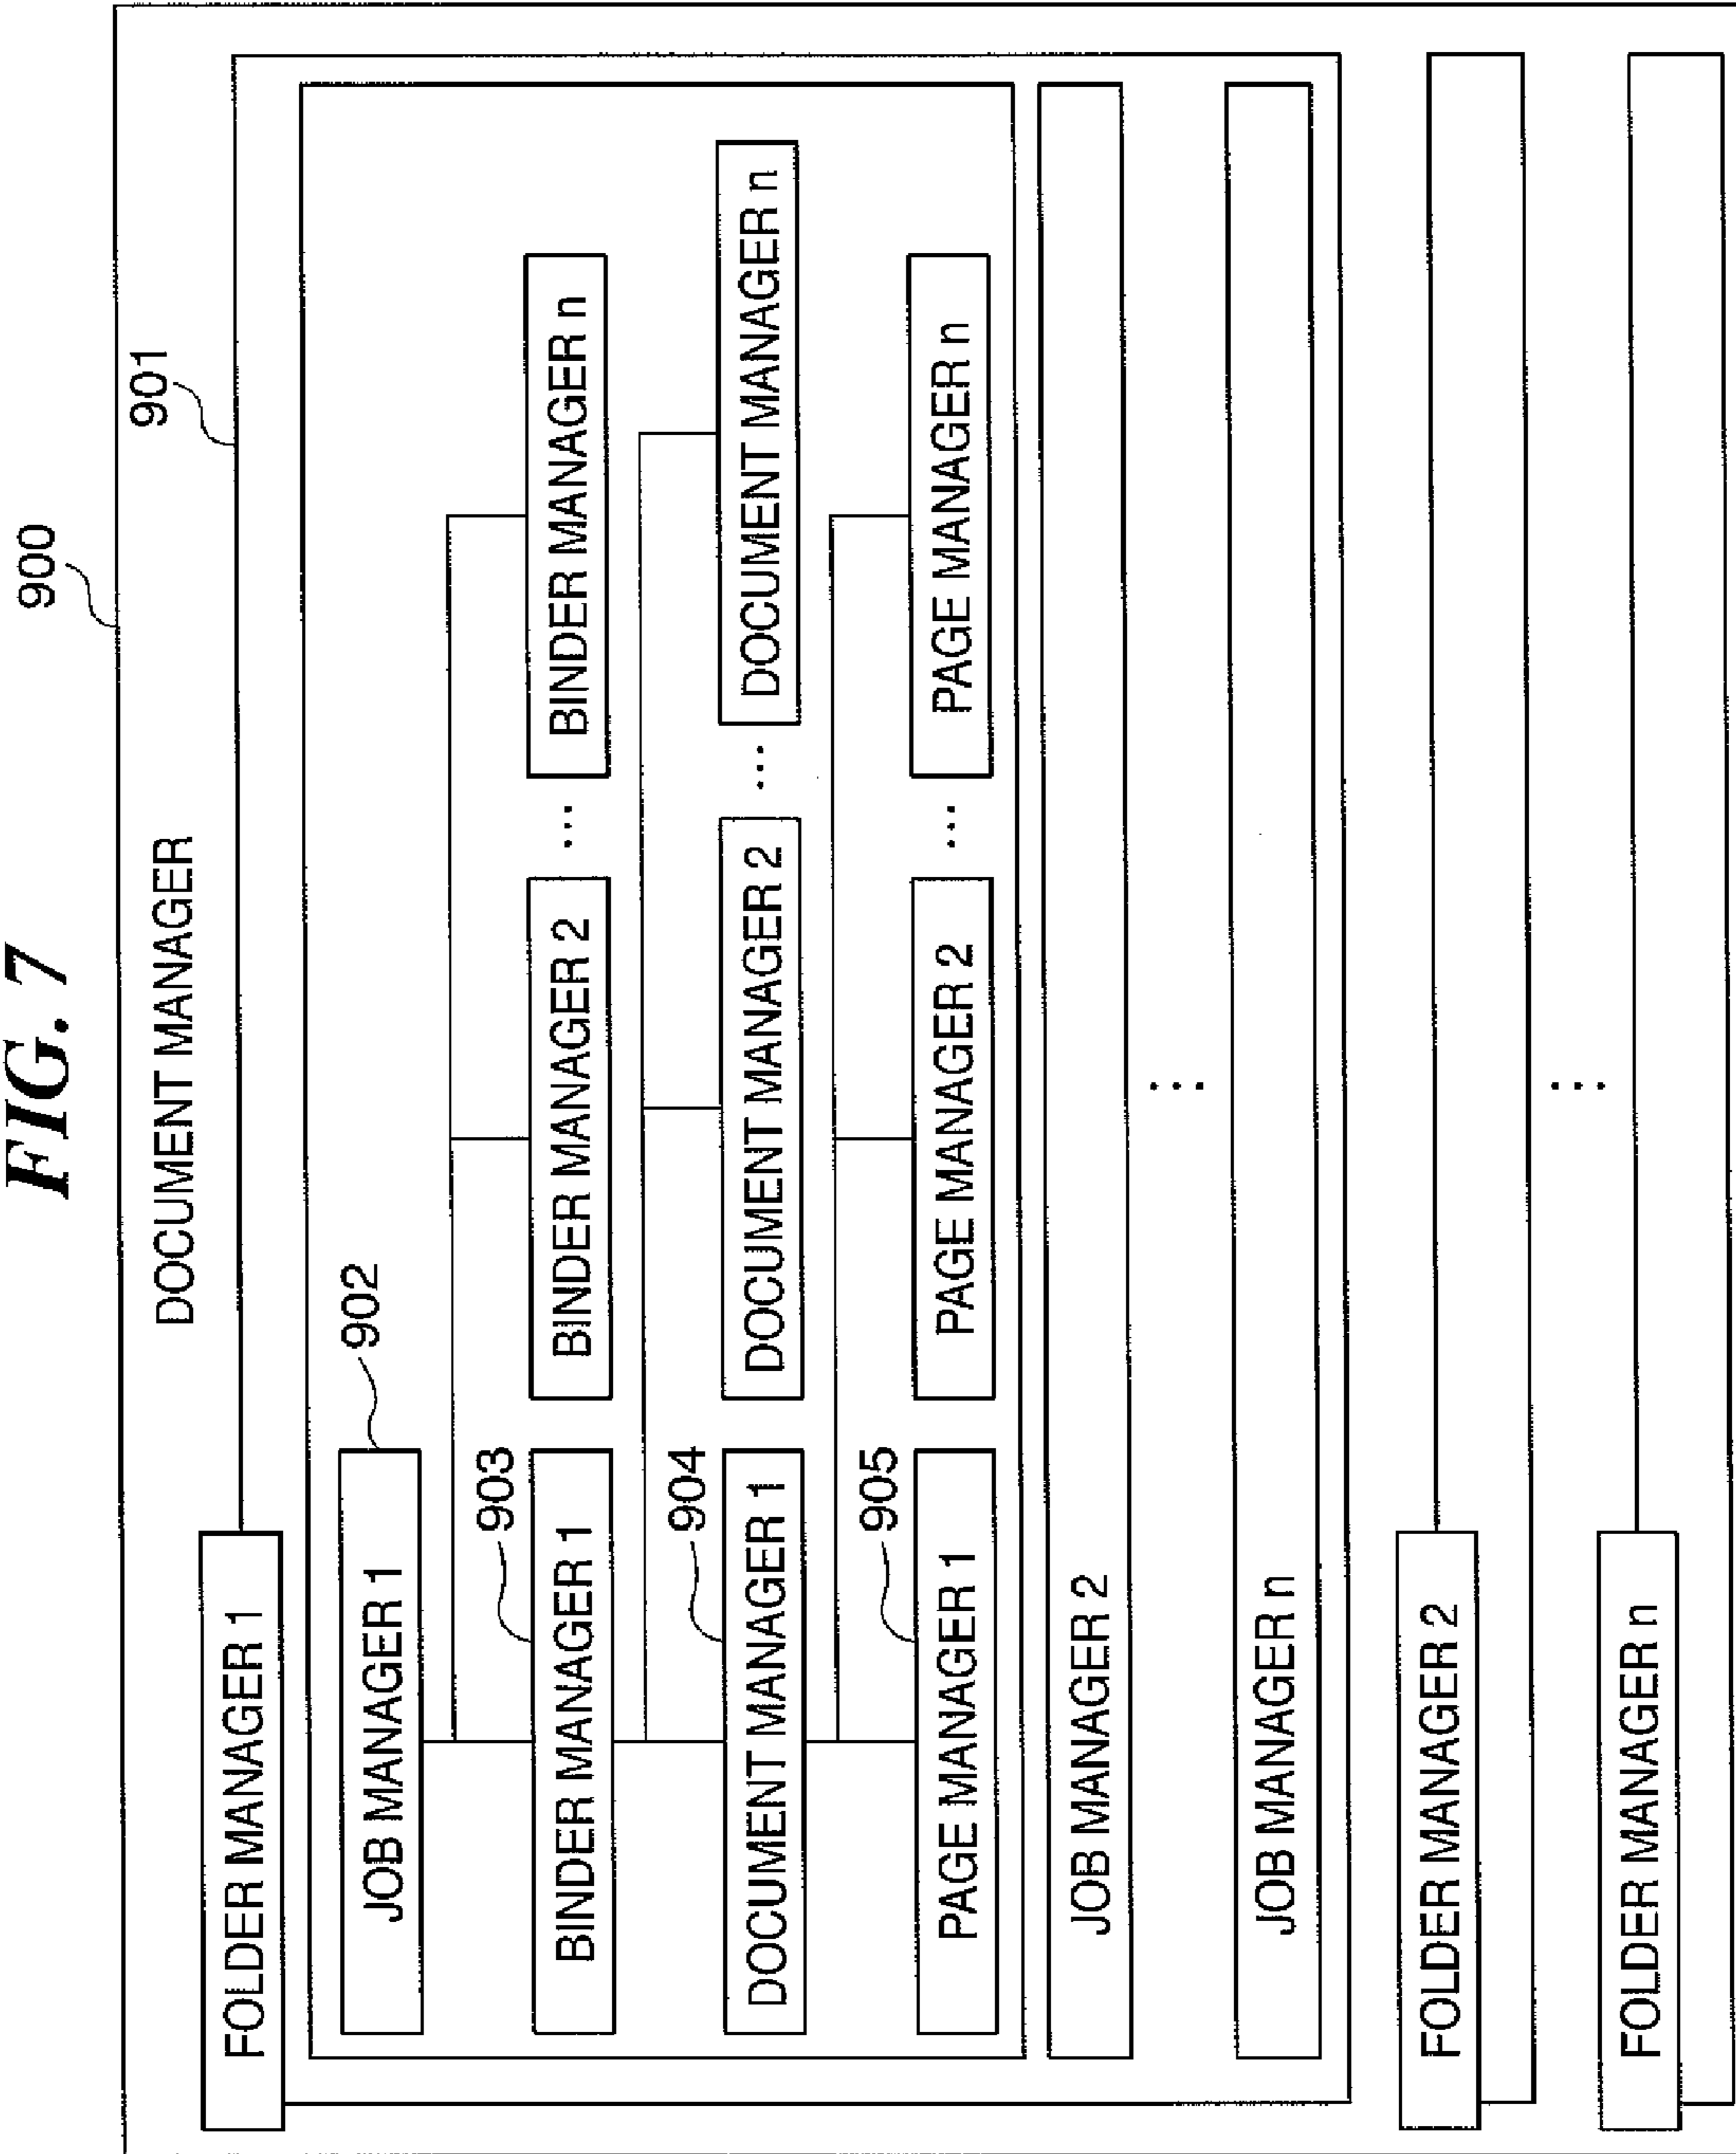 FIG. 7
900
DOCUMENT MANAGER
901
FOLDER MANAGER 1
902
JOB MANAGER 1
903
BINDER MANAGER 1
BINDER MANAGER 2
...
BINDER MANAGER n
904
DOCUMENT MANAGER 1
DOCUMENT MANAGER 2
...
DOCUMENT MANAGER n
905
PAGE MANAGER 1
PAGE MANAGER 2
...
PAGE MANAGER n
JOB MANAGER 2
...
JOB MANAGER n
FOLDER MANAGER 2
...
FOLDER MANAGER n